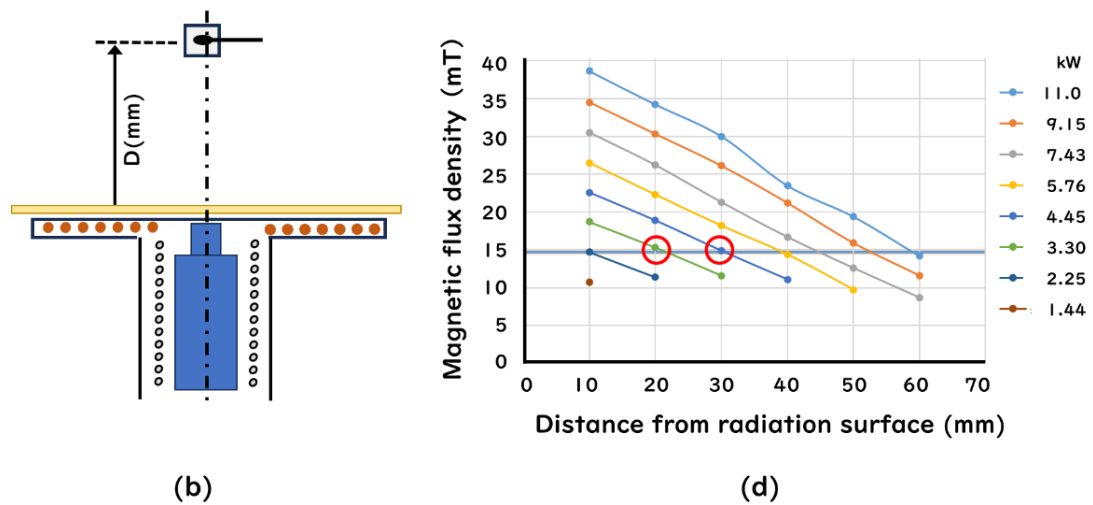 D(mm)
(b)
Magnetic flux density (mT)
40
35
30
25
20
15
10
5
0
0 10 20 30 40 50 60 70
Distance from radiation surface (mm)
kW
11.0
9.15
7.43
5.76
4.45
3.30
2.25
1.44
(d)